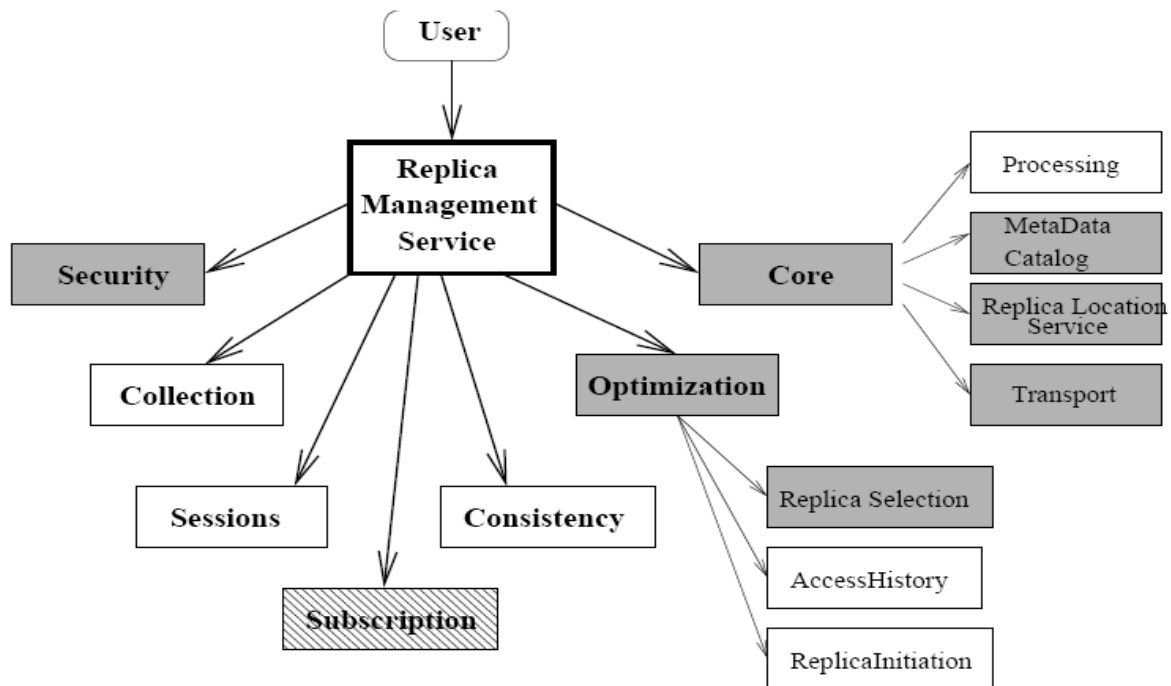 User
Replica
Management
Service
Processing
MetaData
Catalog
Security
Core
Replica Location
Service
Collection
Optimization
Transport
Sessions
Consistency
Replica Selection
AccessHistory
Subscription
ReplicaInitiation